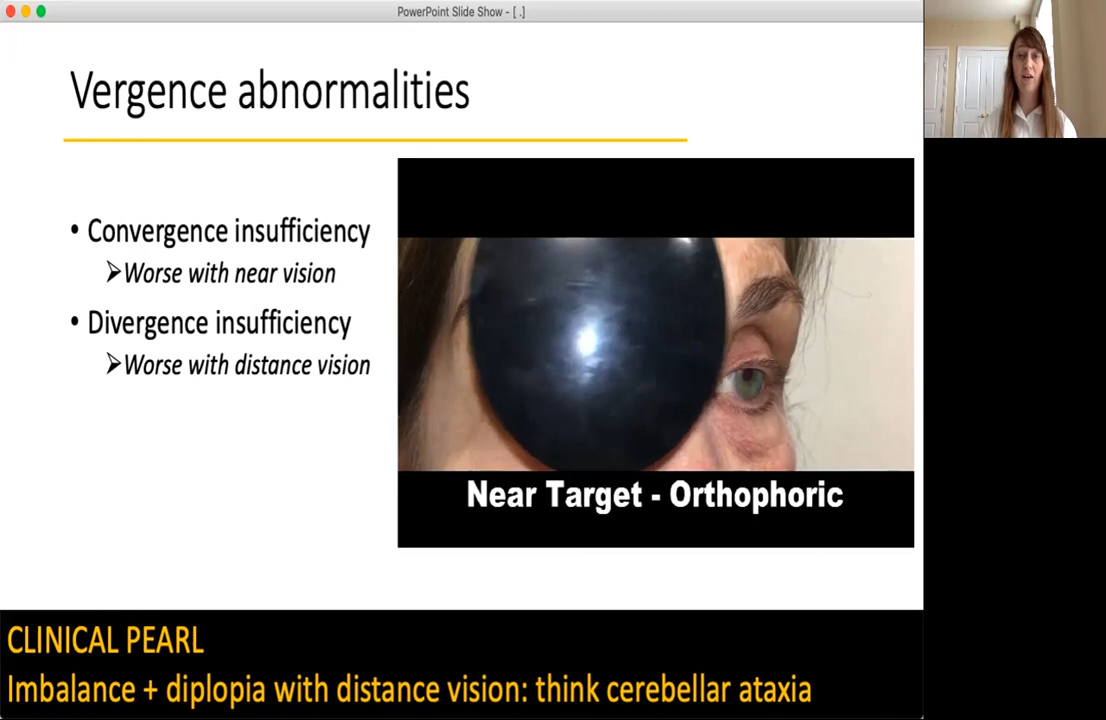 PowerPoint Slide Show - [ .]
Vergence abnormalities
• Convergence insufficiency
➢Worse with near vision
• Divergence insufficiency
➢Worse with distance vision
Near Target - Orthophoric
CLINICAL PEARL
Imbalance + diplopia with distance vision: think cerebellar ataxia